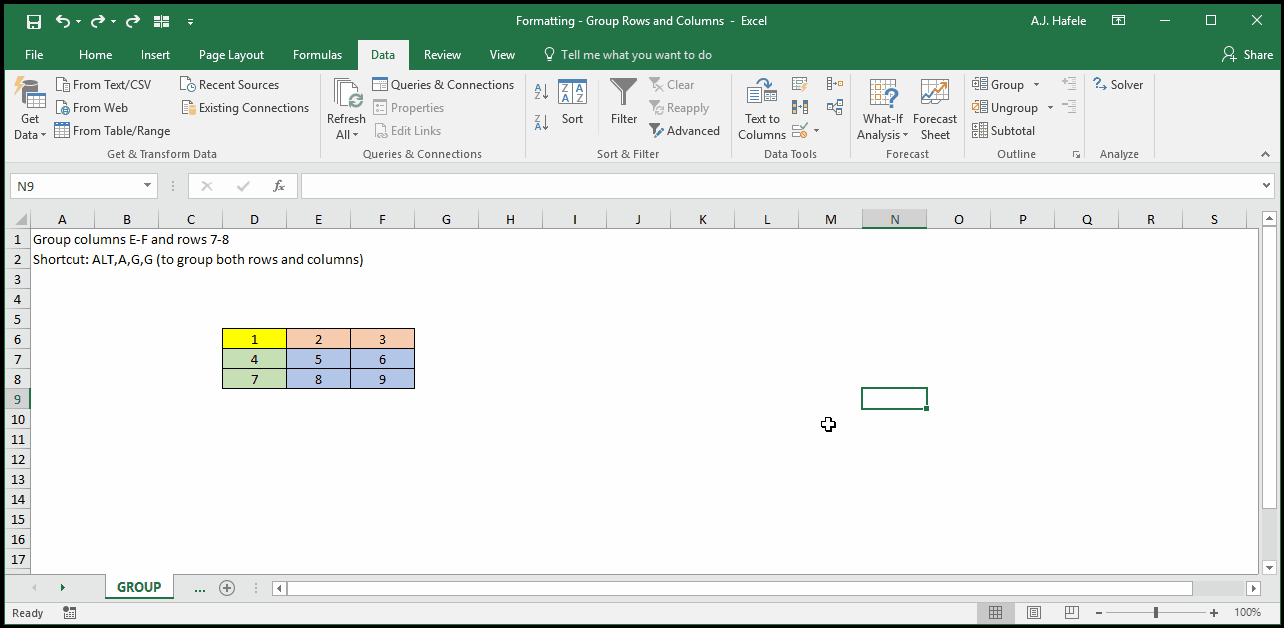 Formatting - Group Rows and Columns - Excel
A.J. Hafele
File Home Insert Page Layout Formulas Data Review View Tell me what you want to do Share
Get Data
From Text/CSV
From Web
From Table/Range
Recent Sources
Existing Connections
Get & Transform Data
Refresh All
Queries & Connections
Properties
Edit Links
Queries & Connections
Sort
Filter
Clear
Reapply
Advanced
Sort & Filter
Text to Columns
Data Tools
What-If Analysis
Forecast Sheet
Forecast
Group
Ungroup
Subtotal
Outline
Solver
Analyze
N9
fx
A B C D E F G H I J K L M N O P Q R S
1 Group columns E-F and rows 7-8
2 Shortcut: ALT,A,G,G (to group both rows and columns)
3
4
5
6 1 2 3
7 4 5 6
8 7 8 9
9
10
11
12
13
14
15
16
17
GROUP ...
Ready
100%